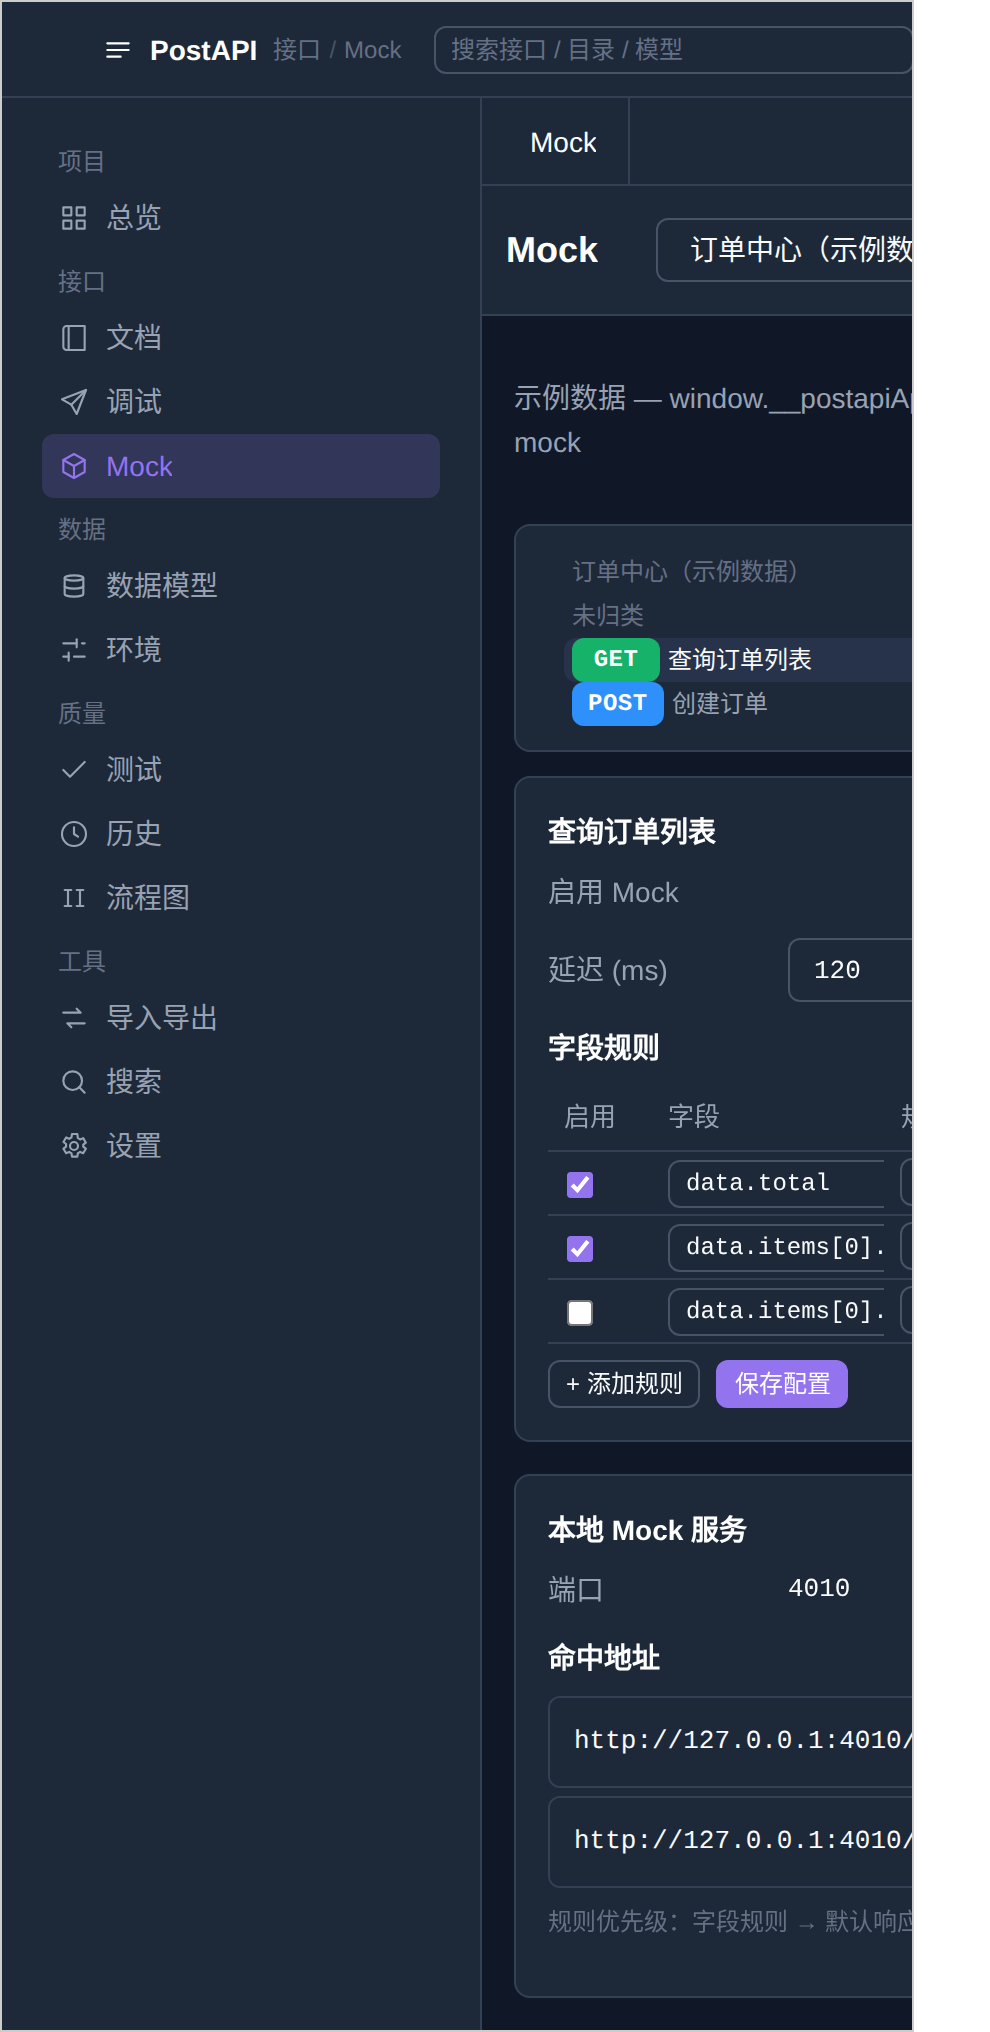 PostAPI 接口 / Mock 搜索接口 / 目录 / 模型
项目
总览
接口
文档
调试
Mock
数据
数据模型
环境
质量
测试
历史
流程图
工具
导入导出
搜索
设置
Mock
Mock 订单中心（示例数
示例数据 — window.__postapiAp
mock
订单中心（示例数据）
未归类
GET 查询订单列表
POST 创建订单
查询订单列表
启用 Mock
延迟 (ms) 120
字段规则
启用 字段
data.total
data.items[0].
data.items[0].
+ 添加规则 保存配置
本地 Mock 服务
端口 4010
命中地址
http://127.0.0.1:4010/
http://127.0.0.1:4010/
规则优先级：字段规则 → 默认响应